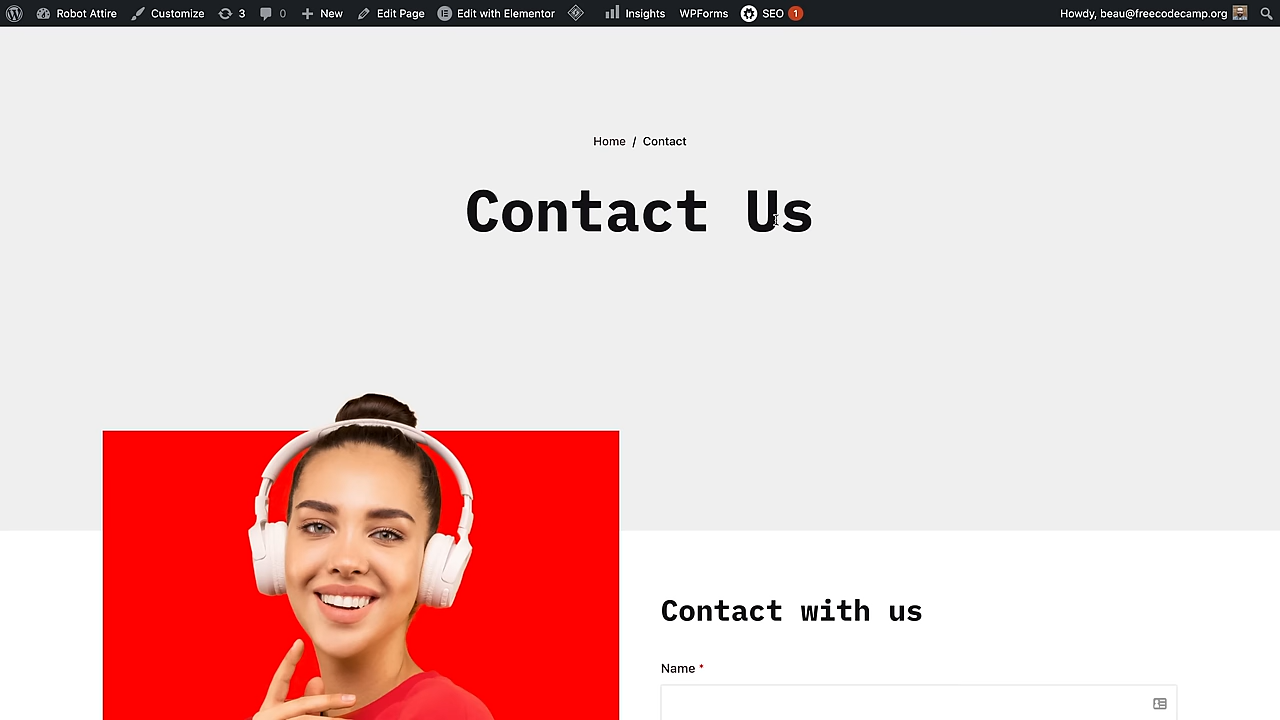 Robot Attire Customize 3 0 New Edit Page Edit with Elementor Insights WPForms SEO 1 Howdy, beau@freecodecamp.org
Home / Contact
Contact Us
Contact with us
Name *